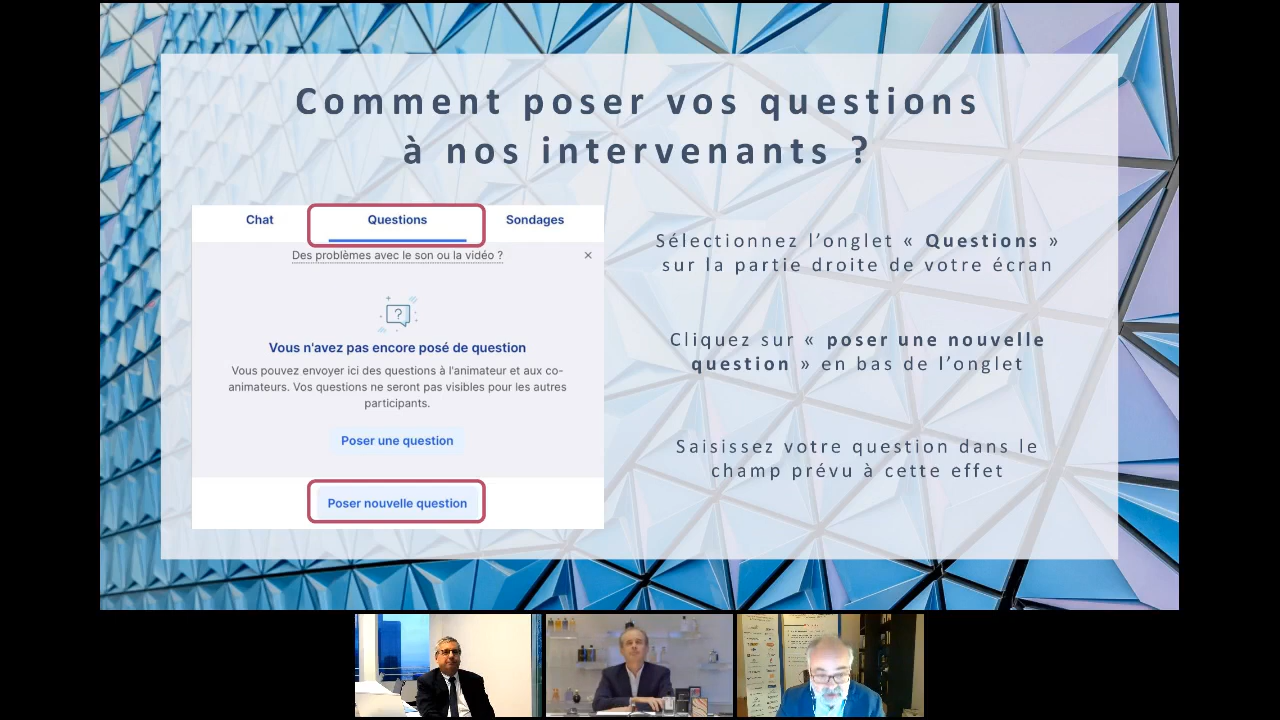 Comment poser vos questions
à nos intervenants ?
Chat
Questions
Sondages
Des problèmes avec le son ou la vidéo ?
?
Vous n'avez pas encore posé de question
Vous pouvez envoyer ici des questions à l'animateur et aux co-
animateurs. Vos questions ne seront pas visibles pour les autres
participants.
Poser une question
Poser nouvelle question
Sélectionnez l'onglet « Questions »
sur la partie droite de votre écran
Cliquez sur « poser une nouvelle
question » en bas de l'onglet
Saisissez votre question dans le
champ prévu à cette effet